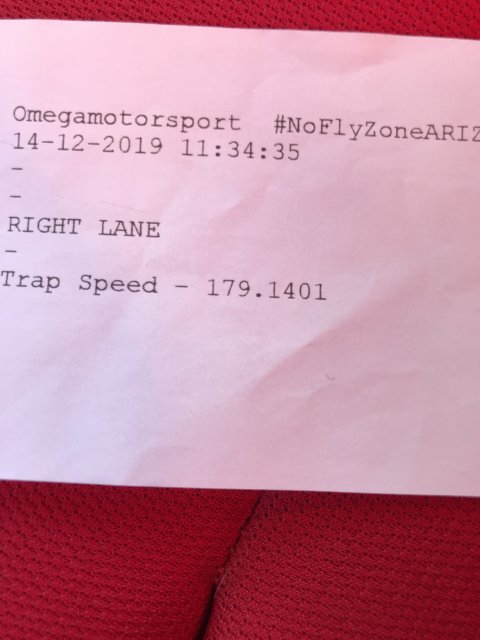 Omegamotorsport #NoFlyZoneARIZ
14-12-2019 11:34:35
-
-
RIGHT LANE
-
Trap Speed - 179.1401